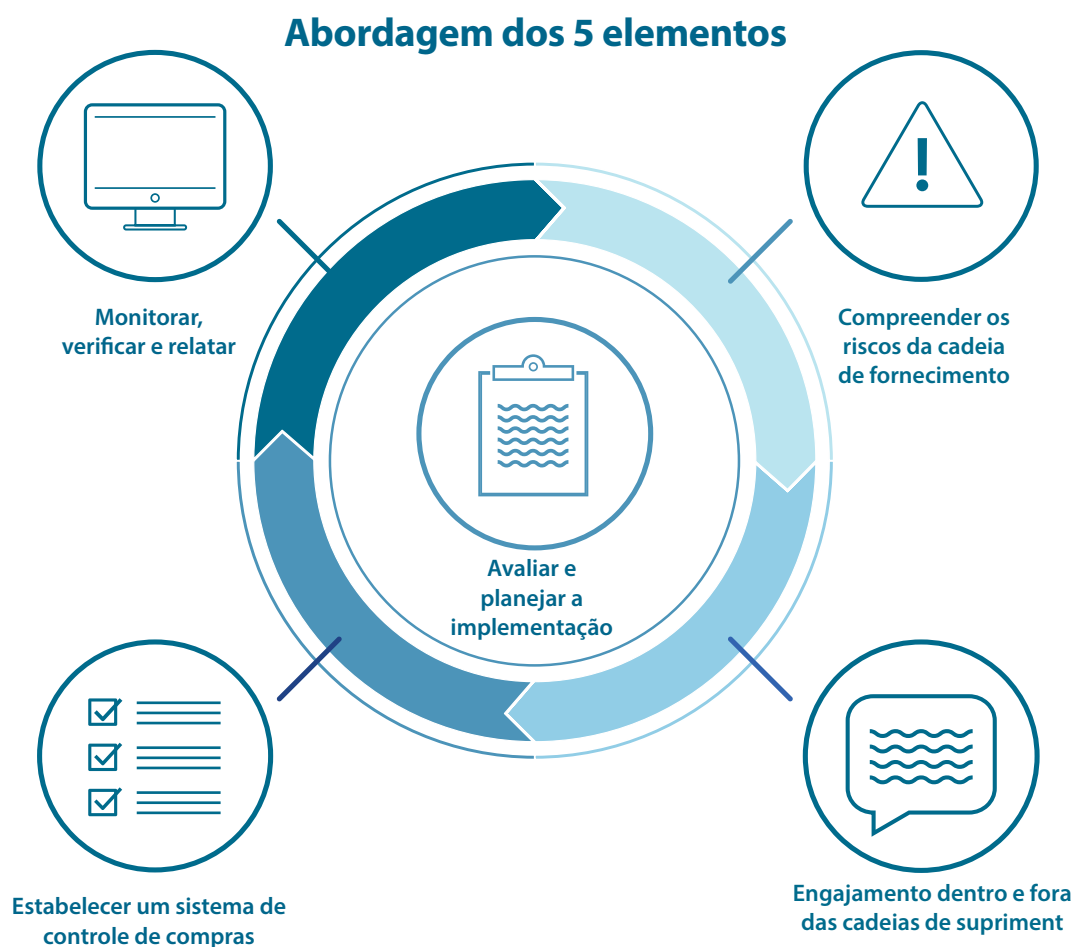 Abordagem dos 5 elementos
Monitorar,
verificar e relatar
Compreender os
riscos da cadeia
de fornecimento
Avaliar e
planejar a
implementação
Estabelecer um sistema de
controle de compras
Engajamento dentro e fora
das cadeias de supriment